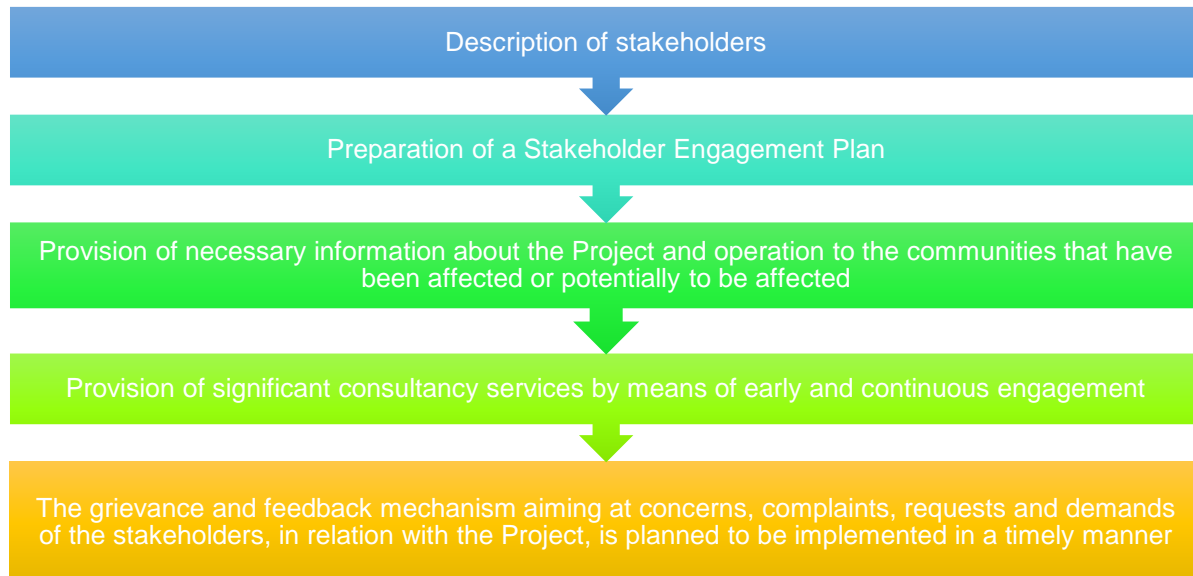 Description of stakeholders
Preparation of a Stakeholder Engagement Plan
Provision of necessary information about the Project and operation to the communities that have
been affected or potentially to be affected
Provision of significant consultancy services by means of early and continuous engagement
The grievance and feedback mechanism aiming at concerns, complaints, requests and demands
of the stakeholders, in relation with the Project, is planned to be implemented in a timely manner